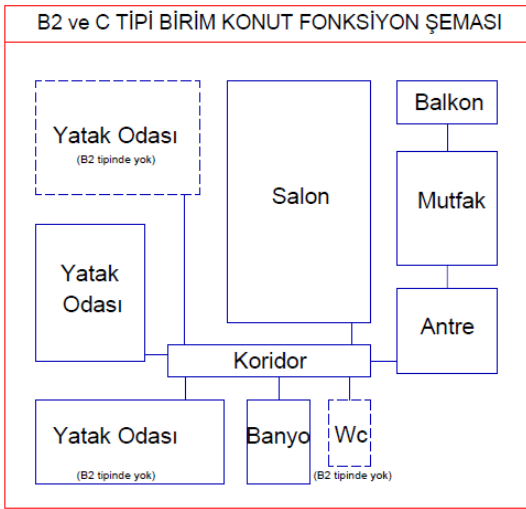 B2 ve C TİPİ BİRİM KONUT FONKSİYON ŞEMASI
Yatak Odası
(B2 tipinde yok)
Salon
Balkon
Mutfak
Yatak
Odası
Antre
Koridor
Yatak Odası
(B2 tipinde yok)
Banyo
Wc
(B2 tipinde yok)